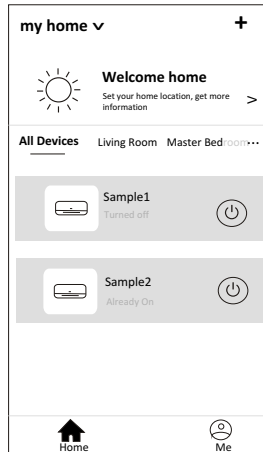 my home
Welcome home
Set your home location, get more
information
All Devices Living Room Master Bedroom...
Sample1
Turned off
Sample2
Already On
Home Me